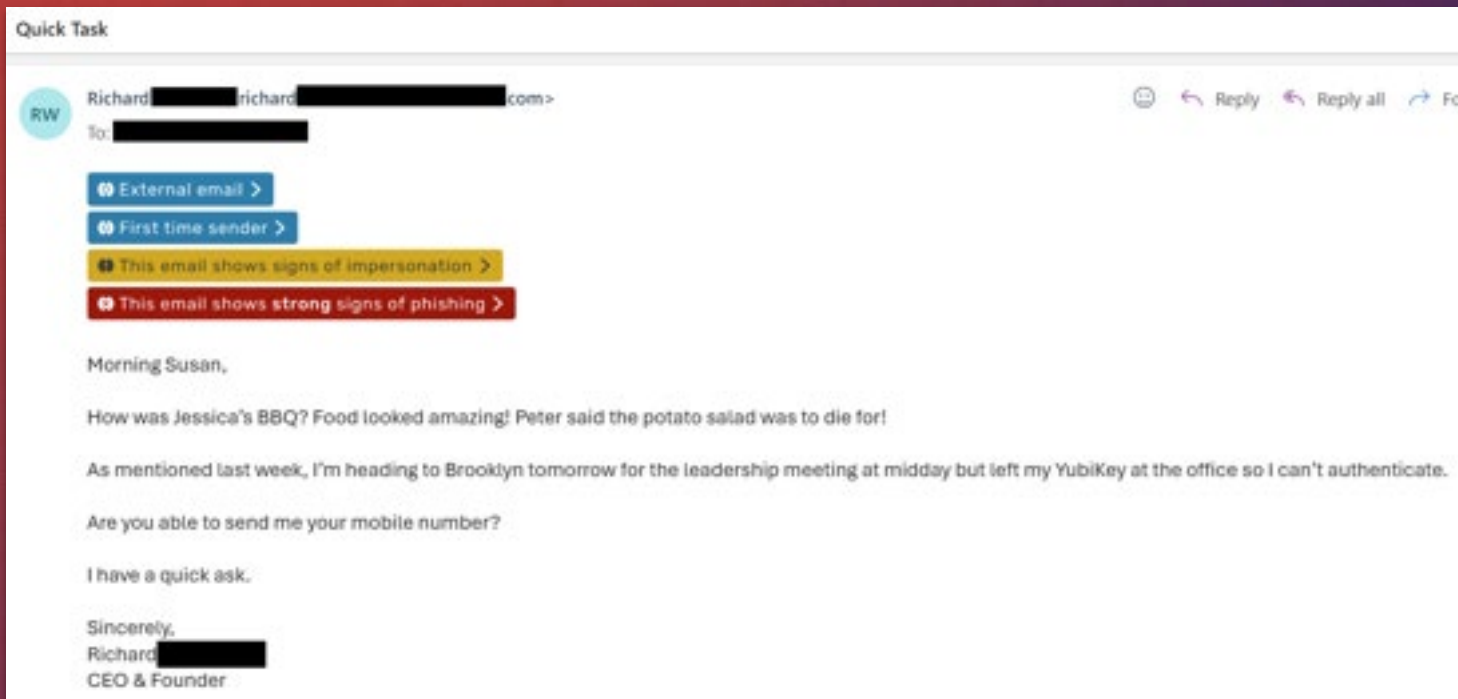 Quick Task
RW
Richard richard com>
To:
Reply
Reply all
Fo
External email >
First time sender >
This email shows signs of impersonation >
This email shows strong signs of phishing >
Morning Susan,
How was Jessica's BBQ? Food looked amazing! Peter said the potato salad was to die for!
As mentioned last week, I'm heading to Brooklyn tomorrow for the leadership meeting at midday but left my YubiKey at the office so I can't authenticate.
Are you able to send me your mobile number?
I have a quick ask.
Sincerely,
Richard
CEO & Founder